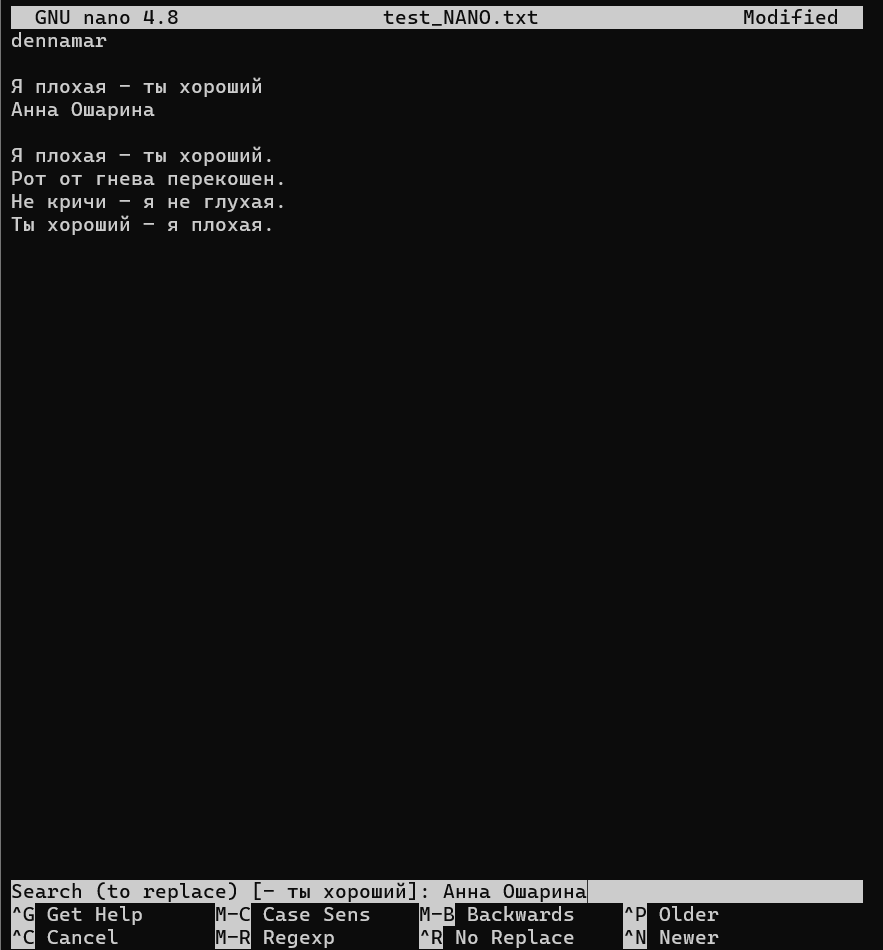 GNU nano 4.8 test_NANO.txt Modified
dennamar
Я плохая - ты хороший
Анна Ошарина
Я плохая - ты хороший.
Рот от гнева перекошен.
Не кричи - я не глухая.
Ты хороший - я плохая.
Search (to replace) [- ты хороший]: Анна Ошарина
^G Get Help M-C Case Sens M-B Backwards ^P Older
^C Cancel M-R Regexp ^R No Replace ^N Newer